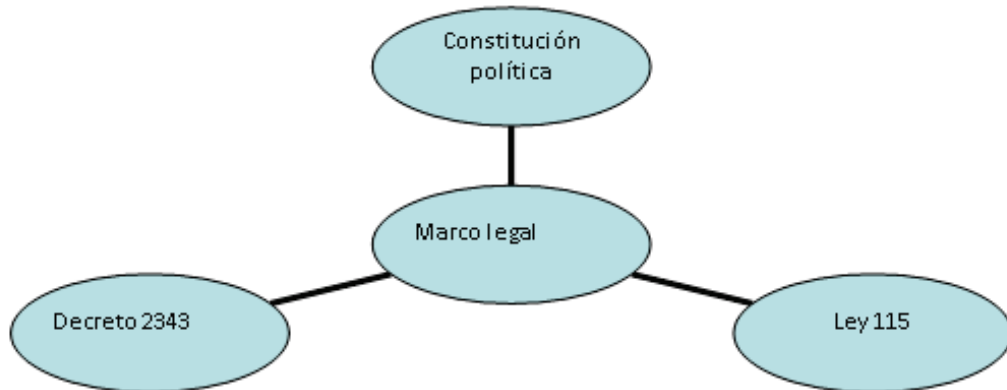 Constitución
política
Marco legal
Decreto 2343
Ley 115